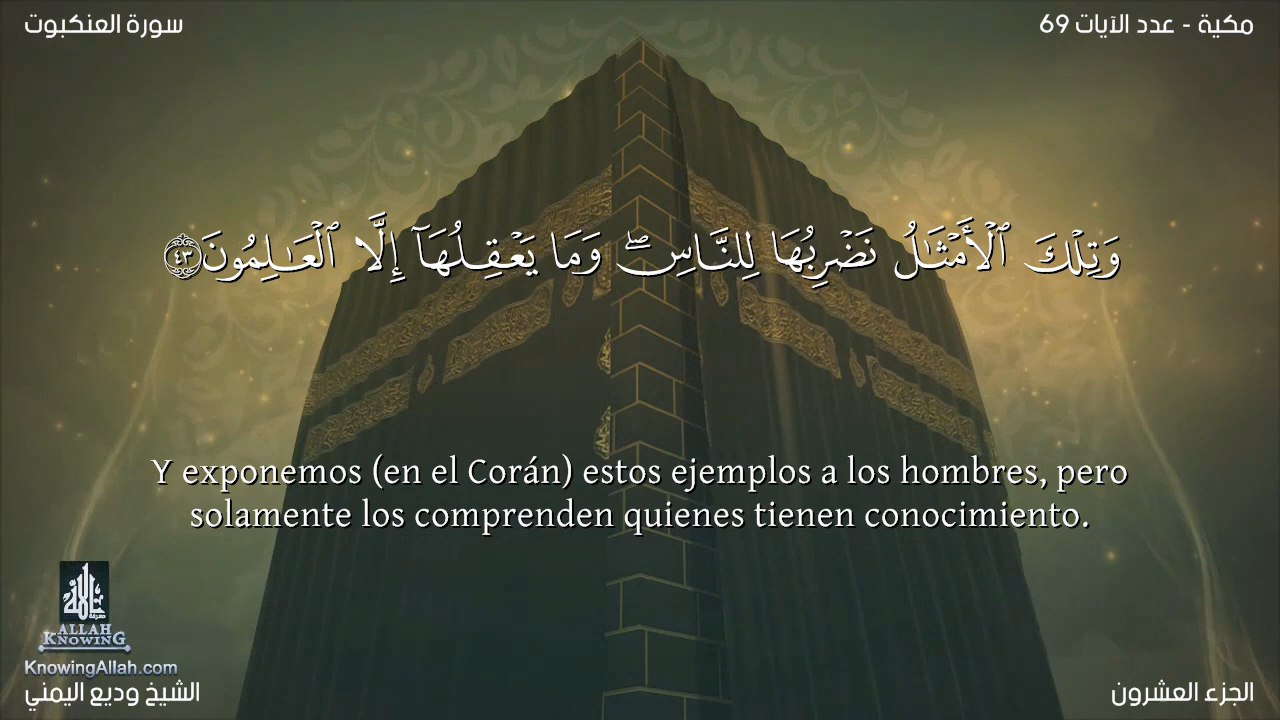 سورة العنكبوت
مكية - عدد الآيات 69
وَتِلْكَ ٱلْأَمْثَـٰلُ نَضْرِبُهَا لِلنَّاسِ ۖ وَمَا يَعْقِلُهَآ إِلَّا ٱلْعَـٰلِمُونَ ٤٣
Y exponemos (en el Corán) estos ejemplos a los hombres, pero
solamente los comprenden quienes tienen conocimiento.
ALLAH
KNOWING
KnowingAllah.com
الشيخ وديع اليمني
الجزء العشرون